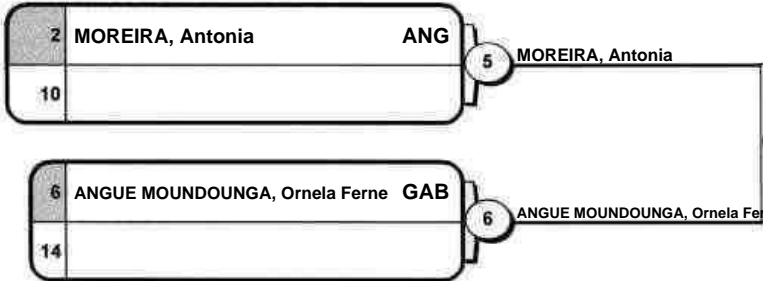 2 MOREIRA, Antonia ANG
10
5 MOREIRA, Antonia
6 ANGUE MOUNDOUNGA, Ornela Ferne GAB
14
6 ANGUE MOUNDOUNGA, Ornela Fer